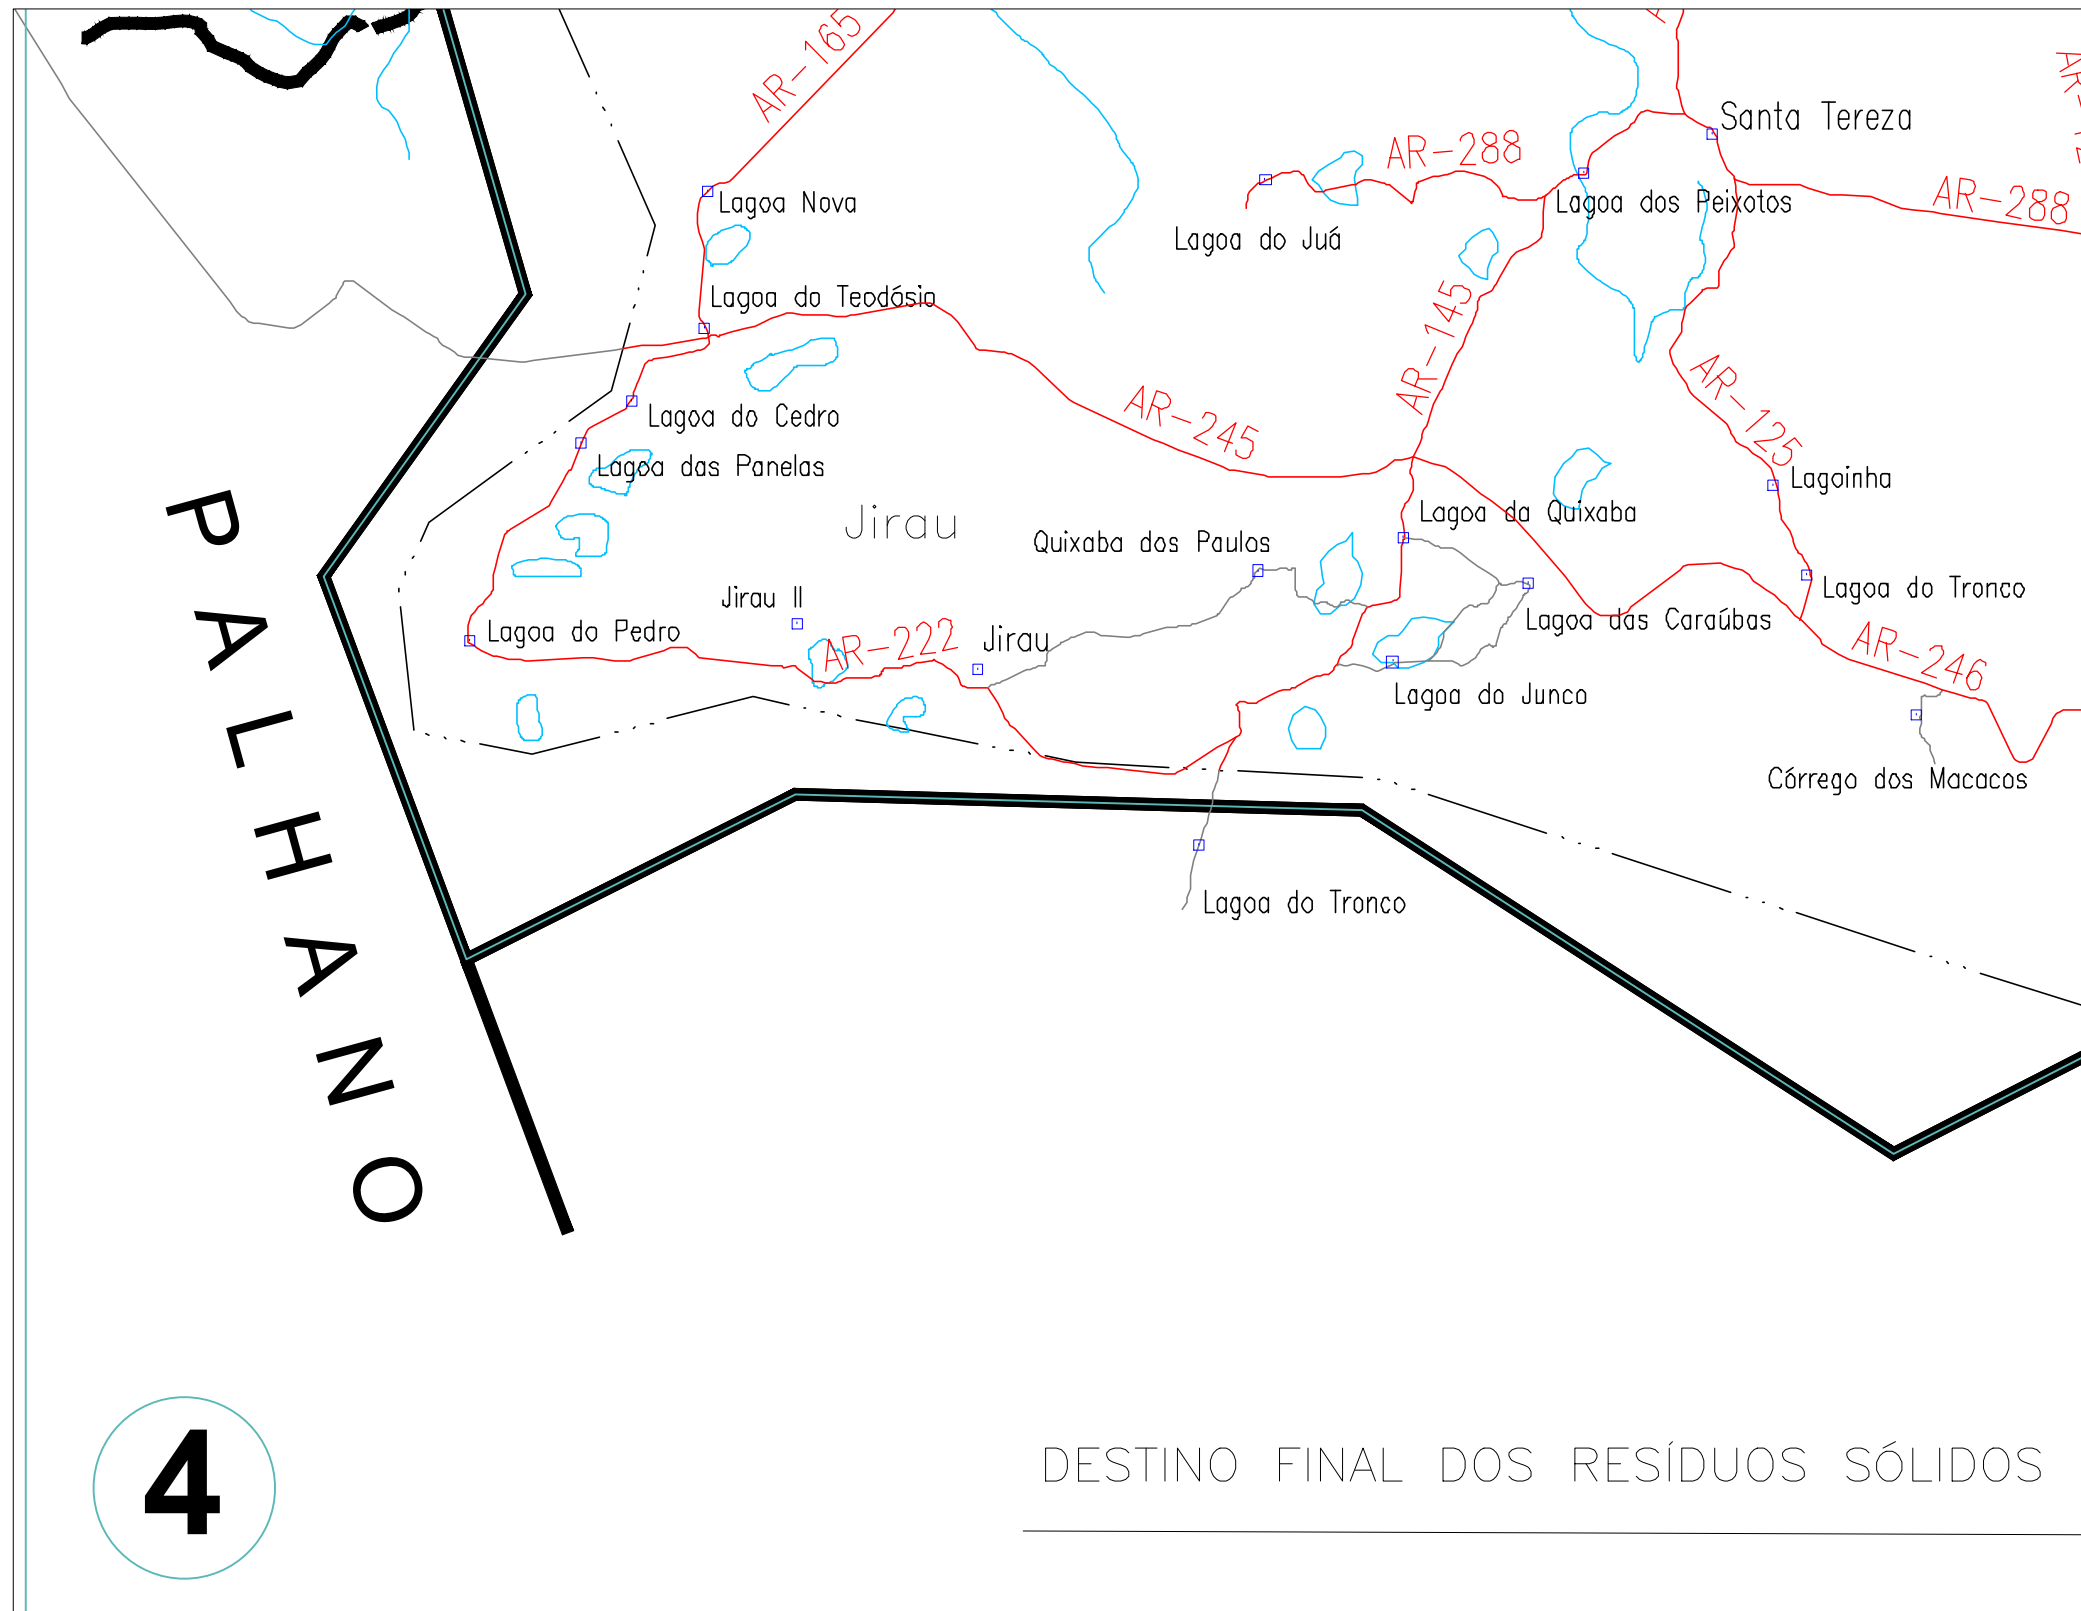 AR-165
Santa Tereza
AR-288
Lagoa Nova
Lagoa dos Peixotos
AR-288
Lagoa do Juá
Lagoa do Teodósio
AR-145
Lagoa do Cedro
AR-245
AR-125
Lagoa das Panelas
Lagoinha
Jirau
Lagoa da Quixaba
Quixaba dos Paulos
Jirau II
Lagoa do Tronco
Lagoa do Pedro
AR-222
Jirau
Lagoa das Caraúbas
AR-246
Lagoa do Junco
Córrego dos Macacos
Lagoa do Tronco
PALHANO
4
DESTINO FINAL DOS RESÍDUOS SÓLIDOS